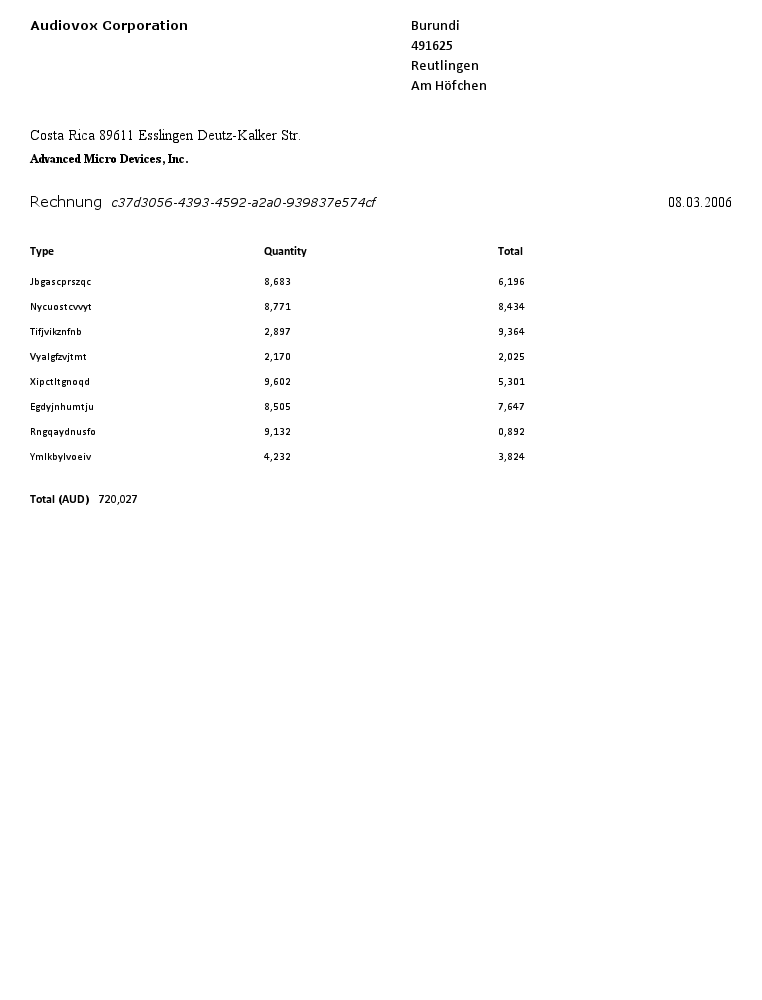 Audiovox Corporation
Burundi
491625
Reutlingen
Am Höfchen
Costa Rica 89611 Esslingen Deutz-Kalker Str.
Advanced Micro Devices, Inc.
Rechnung c37d3056-4393-4592-a2a0-939837e574cf 08.03.2006
Type Quantity Total
Jbgascprszqc 8,683 6,196
Nycuostcvvyt 8,771 8,434
Tifjvikznfnb 2,897 9,364
Vyalgfzvjtmt 2,170 2,025
Xipctltgnoqd 9,602 5,301
Egdyjnhumtju 8,505 7,647
Rngqaydnusfo 9,132 0,892
Ymlkbylvoeiv 4,232 3,824
Total (AUD) 720,027